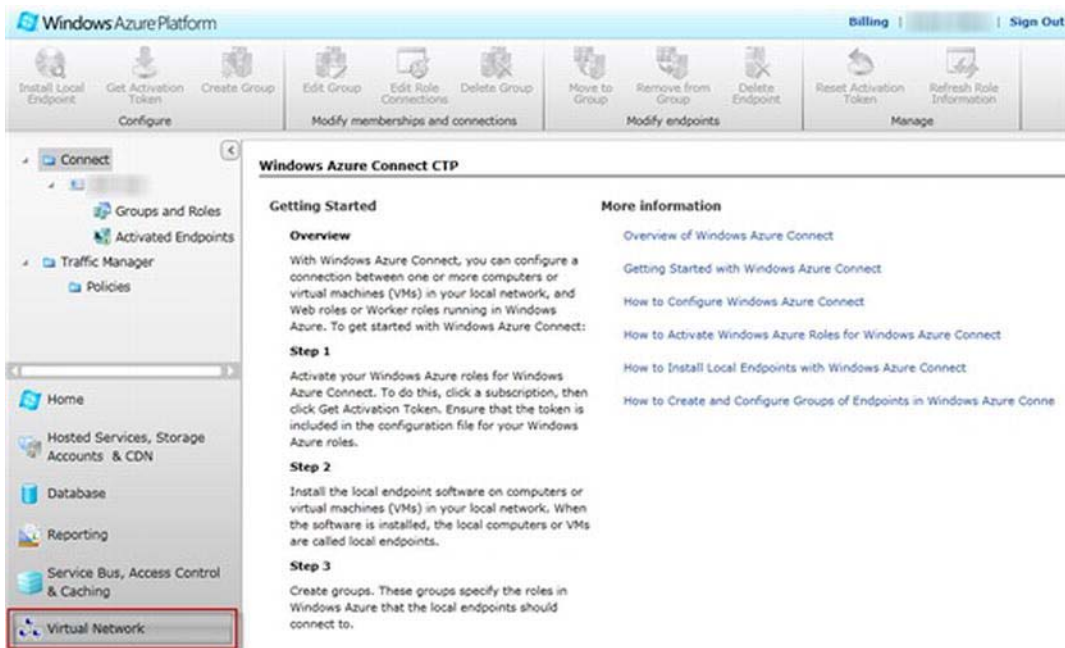 Windows Azure Platform
Billing | | Sign Out
Install Local Endpoint
Get Activation Token
Create Group
Edit Group
Edit Role Connections
Delete Group
Move to Group
Remove from Group
Delete Endpoint
Reset Activation Token
Refresh Role Information
Configure
Modify memberships and connections
Modify endpoints
Manage
Connect
Groups and Roles
Activated Endpoints
Traffic Manager
Policies
Home
Hosted Services, Storage
Accounts & CDN
Database
Reporting
Service Bus, Access Control
& Caching
Virtual Network
Windows Azure Connect CTP
Getting Started
Overview
With Windows Azure Connect, you can configure a
connection between one or more computers or
virtual machines (VMs) in your local network, and
Web roles or Worker roles running in Windows
Azure. To get started with Windows Azure Connect:
Step 1
Activate your Windows Azure roles for Windows
Azure Connect. To do this, click a subscription, then
click Get Activation Token. Ensure that the token is
included in the configuration file for your Windows
Azure roles.
Step 2
Install the local endpoint software on computers or
virtual machines (VMs) in your local network. When
the software is installed, the local computers or VMs
are called local endpoints.
Step 3
Create groups. These groups specify the roles in
Windows Azure that the local endpoints should
connect to.
More information
Overview of Windows Azure Connect
Getting Started with Windows Azure Connect
How to Configure Windows Azure Connect
How to Activate Windows Azure Roles for Windows Azure Connect
How to Install Local Endpoints with Windows Azure Connect
How to Create and Configure Groups of Endpoints in Windows Azure Conne